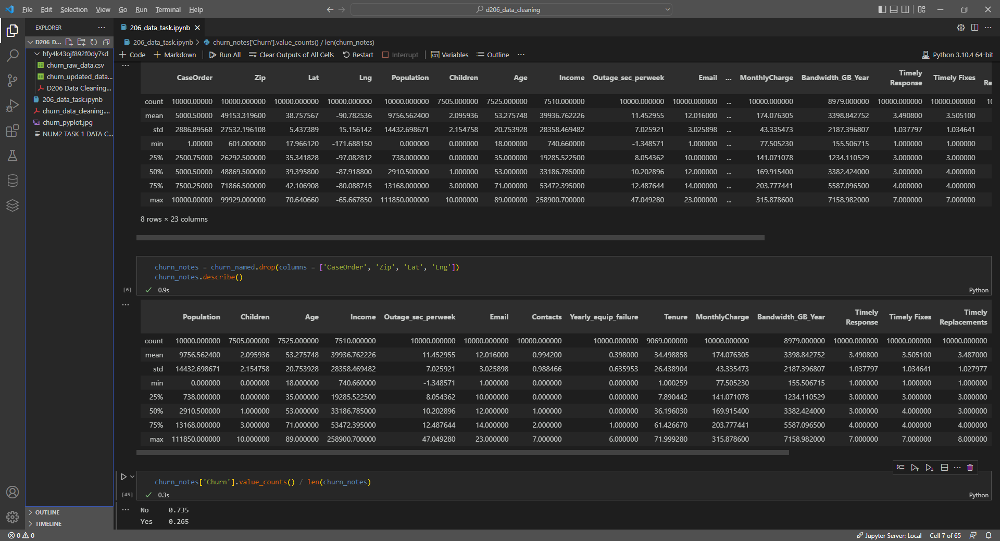 File Edit Selection View Go Run Terminal Help
d206_data_cleaning
EXPLORER
206_data_task.ipynb
D206_D...
206_data_task.ipynb > churn_notes['Churn'].value_counts() / len(churn_notes)
hfy4k43ojf892f0dy7sd
churn_raw_data.csv
churn_updated_data...
D206 Data Cleaning...
206_data_task.ipynb
churn_data_cleaning....
churn_pyplot.jpg
NUM2 TASK 1 DATA C...
+ Code + Markdown Run All Clear Outputs of All Cells Restart Interrupt Variables Outline ... Python 3.10.4 64-bit
CaseOrder Zip Lat Lng Population Children Age Income Outage_sec_perweek Email ... MonthlyCharge Bandwidth_GB_Year Timely Response Timely Fixes Re
count 10000.00000 10000.000000 10000.000000 10000.000000 10000.000000 7505.000000 7525.000000 7510.000000 10000.000000 10000.000000 ... 10000.000000 8979.000000 10000.000000 10000.000000 10
mean 5000.50000 49153.319600 38.757567 -90.782536 9756.562400 2.095936 53.275748 39936.762226 11.452955 12.016000 ... 174.076305 3398.842752 3.490800 3.505100
std 2886.89568 27532.196108 5.437389 15.156142 14432.698671 2.154758 20.753928 28358.469482 7.025921 3.025898 ... 43.335473 2187.396807 1.037797 1.034641
min 1.00000 601.000000 17.966120 -171.688150 0.000000 0.000000 18.000000 740.660000 -1.348571 1.000000 ... 77.505230 155.506715 1.000000 1.000000
25% 2500.75000 26292.500000 35.341828 -97.082812 738.000000 0.000000 35.000000 19285.522500 8.054362 10.000000 ... 141.071078 1234.110529 3.000000 3.000000
50% 5000.50000 48869.500000 39.395800 -87.918800 2910.500000 1.000000 53.000000 33186.785000 10.202896 12.000000 ... 169.915400 3382.424000 3.000000 4.000000
75% 7500.25000 71866.500000 42.106908 -80.088745 13168.000000 3.000000 71.000000 53472.395000 12.487644 14.000000 ... 203.777441 5587.096500 4.000000 4.000000
max 10000.00000 99929.000000 70.640660 -65.667850 111850.000000 10.000000 89.000000 258900.700000 47.049280 23.000000 ... 315.878600 7158.982000 7.000000 7.000000
8 rows × 23 columns
churn_notes = churn_named.drop(columns = ['CaseOrder', 'Zip', 'Lat', 'Lng'])
churn_notes.describe()
[6] 0.9s Python
Population Children Age Income Outage_sec_perweek Email Contacts Yearly_equip_failure Tenure MonthlyCharge Bandwidth_GB_Year Timely Response Timely Fixes Timely Replacements
count 10000.000000 7505.000000 7525.000000 7510.000000 10000.000000 10000.000000 10000.000000 10000.000000 9069.000000 10000.000000 8979.000000 10000.000000 10000.000000 10000.000000
mean 9756.562400 2.095936 53.275748 39936.762226 11.452955 12.016000 0.994200 0.398000 34.498858 174.076305 3398.842752 3.490800 3.505100 3.487000
std 14432.698671 2.154758 20.753928 28358.469482 7.025921 3.025898 0.988466 0.635953 26.438904 43.335473 2187.396807 1.037797 1.034641 1.027977
min 0.000000 0.000000 18.000000 740.660000 -1.348571 1.000000 0.000000 0.000000 1.000259 77.505230 155.506715 1.000000 1.000000 1.000000
25% 738.000000 0.000000 35.000000 19285.522500 8.054362 10.000000 0.000000 0.000000 7.890442 141.071078 1234.110529 3.000000 3.000000 3.000000
50% 2910.500000 1.000000 53.000000 33186.785000 10.202896 12.000000 1.000000 0.000000 36.196030 169.915400 3382.424000 3.000000 4.000000 3.000000
75% 13168.000000 3.000000 71.000000 53472.395000 12.487644 14.000000 2.000000 1.000000 61.426670 203.777441 5587.096500 4.000000 4.000000 4.000000
max 111850.000000 10.000000 89.000000 258900.700000 47.049280 23.000000 7.000000 6.000000 71.999280 315.878600 7158.982000 7.000000 7.000000 8.000000
churn_notes['Churn'].value_counts() / len(churn_notes)
[45] 0.3s Python
No 0.735
Yes 0.265
OUTLINE
TIMELINE
0 0 Jupyter Server: Local Cell 7 of 65